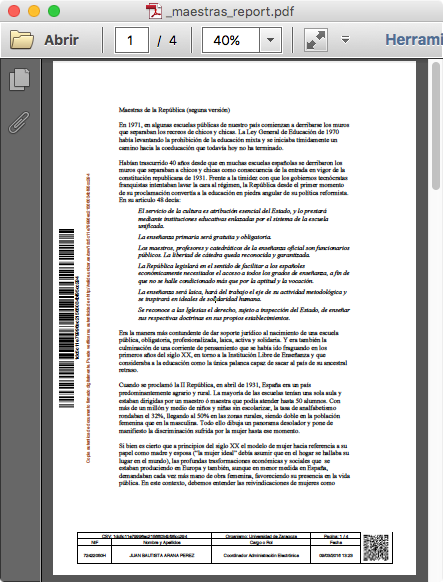 _maestras_report.pdf
Abrir
1 / 4
40%
Herrami
Maestras de la República (seguna versión)
En 1971, en algunas escuelas públicas de nuestro país comienzan a derribarse los muros
que separaban los recreos de chicos y chicas. La Ley General de Educación de 1970
había levantando la prohibición de la educación mixta y se iniciaba tímidamente un
camino hacia la coeducación que todavía hoy no ha terminado.
Habían trascurrido 40 años desde que en muchas escuelas españolas se derribaron los
muros que separaban a chicos y chicas como consecuencia de la entrada en vigor de la
constitución republicana de 1931. Frente a la timidez con que los gobiernos tecnócratas
franquistas intentaban lavar la cara al régimen, la República desde el primer momento
de su proclamación convertía a la educación en piedra angular de su política reformista.
En su artículo 48 decía:
El servicio de la cultura es atribución esencial del Estado, y lo prestará
mediante instituciones educativas enlazadas por el sistema de la escuela
unificada.
La enseñanza primaria será gratuita y obligatoria.
Los maestros, profesores y catedráticos de la enseñanza oficial son funcionarios
públicos. La libertad de cátedra queda reconocida y garantizada.
La República legislará en el sentido de facilitar a los españoles
económicamente necesitados el acceso a todos los grados de enseñanza, a fin de
que no se halle condicionado más que por la aptitud y la vocación.
La enseñanza será laica, hará del trabajo el eje de su actividad metodológica y
se inspirará en ideales de solidaridad humana.
Se reconoce a las Iglesias el derecho, sujeto a inspección del Estado, de enseñar
sus respectivas doctrinas en sus propios establecimientos.
Era la manera más contundente de dar soporte jurídico al nacimiento de una escuela
pública, obligatoria, profesionalizada, laica, activa y solidaria. Y era también la
culminación de una corriente de pensamiento que se había ido fraguando en los
primeros años del siglo XX, en torno a la Institución Libre de Enseñanza y que
consideraba a la educación como la única palanca capaz de sacar al país de su ancestral
retraso.
Cuando se proclamó la II República, en abril de 1931, España era un país
predominantemente agrario y rural. La mayoría de las escuelas tenían una sola aula y
estaban dirigidas por un maestro ó maestra que podía atender hasta 50 alumnos. Con
más de un millón y medio de niños y niñas sin escolarizar, la tasa de analfabetismo
rondaban el 32%, llegando al 50% en las zonas rurales, siendo doble en la población
femenina que en la masculina. Todo ello dibuja un panorama desolador y pone de
manifiesto la discriminación sufrida por la mujer hasta ese momento.
Si bien es cierto que a principios del siglo XX el modelo de mujer hacía referencia a su
papel como madre y esposa ("la mujer ideal" debía asumir que en el hogar se hallaba su
lugar en el mundo), las profundas trasformaciones económicas y sociales que se
estaban produciendo en Europa y también, aunque en menor medida en España,
demandaban cada vez más mano de obra femenina, favoreciendo su presencia en la vida
pública. En este contexto, debemos entender las reivindicaciones de mujeres como
CSV: Organismo: Universidad de Zaragoza Página: 1 / 4
NIF Nombre y Apellidos Cargo o Rol Fecha
JUAN BAUTISTA ARANA PEREZ Coordinador Administración Electrónica